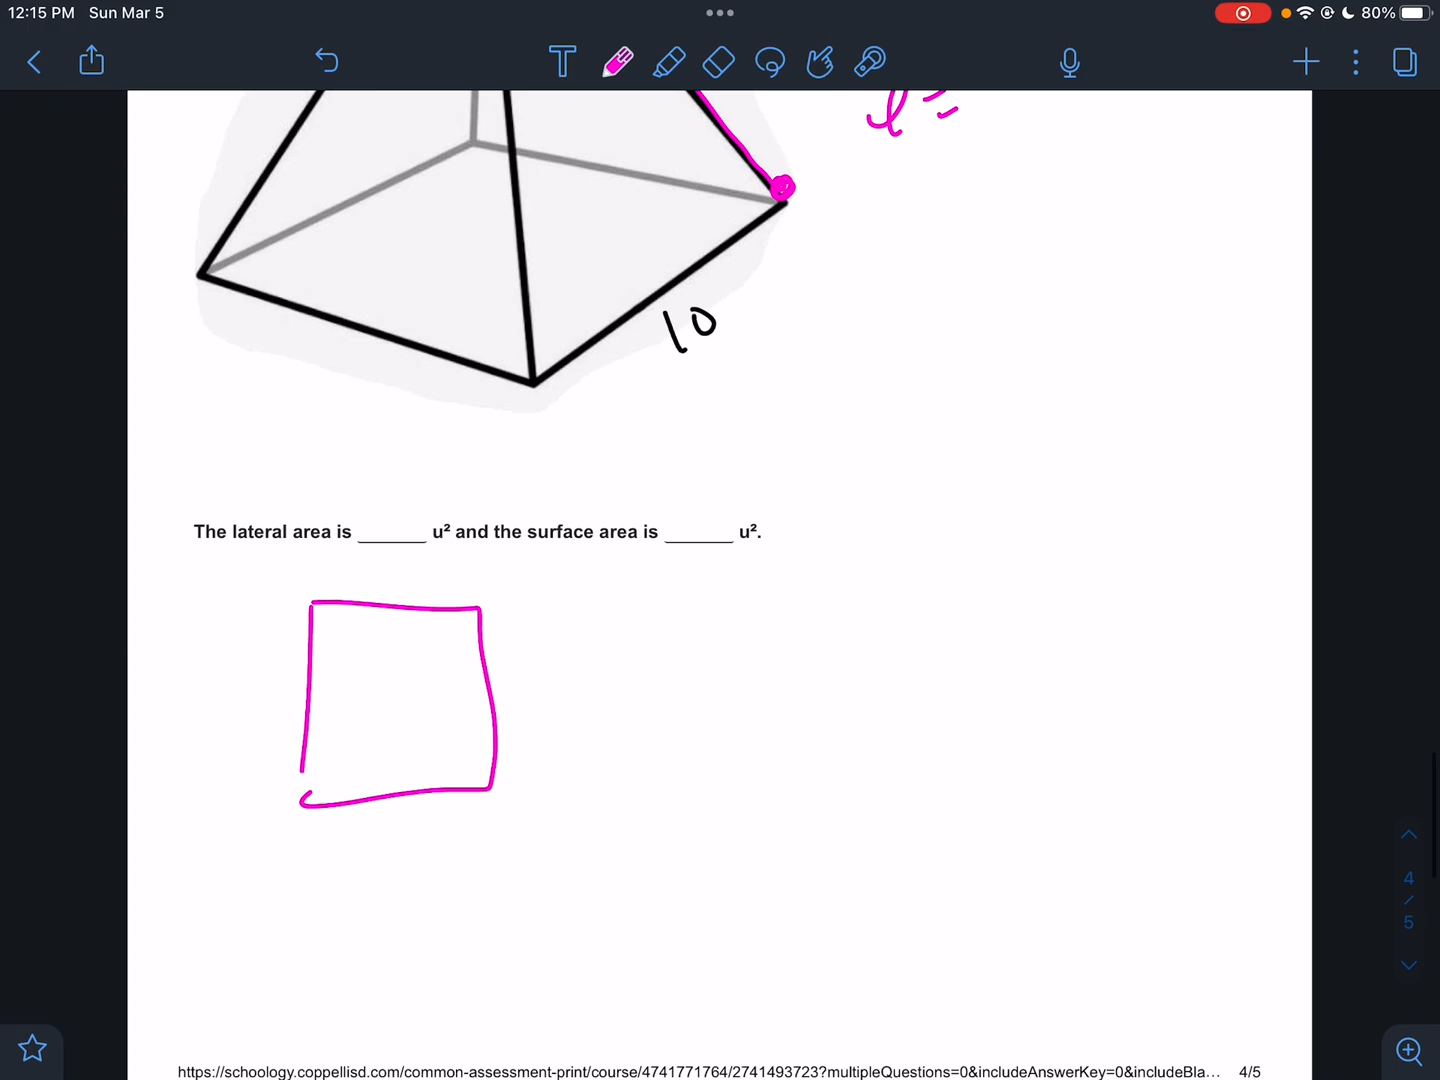 12:15 PM Sun Mar 5
80%
l =
10
The lateral area is ______ u² and the surface area is ______ u².
4
/
5
https://schoology.coppellisd.com/common-assessment-print/course/4741771764/2741493723?multipleQuestions=0&includeAnswerKey=0&includeBla... 4/5